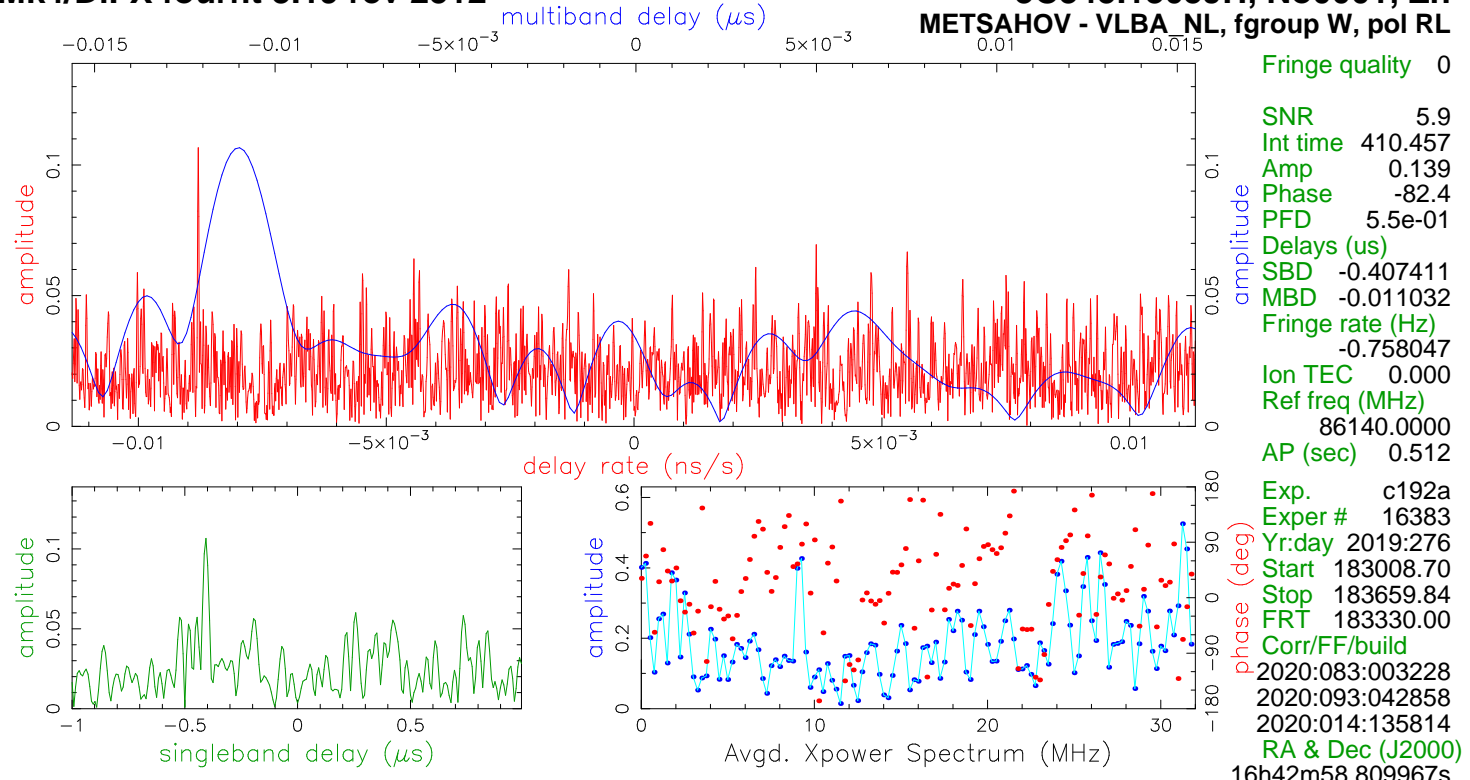 multiband delay (μs)
METSAHOV - VLBA_NL, fgroup W, pol RL
−0.015 −0.01 −5×10⁻³ 0 5×10⁻³ 0.01 0.015
amplitude
0 0.05 0.1
0 0.05 0.1
amplitude
−0.01 −5×10⁻³ 0 5×10⁻³ 0.01
delay rate (ns/s)
Fringe quality 0
SNR 5.9
Int time 410.457
Amp 0.139
Phase -82.4
PFD 5.5e-01
Delays (us)
SBD -0.407411
MBD -0.011032
Fringe rate (Hz)
-0.758047
Ion TEC 0.000
Ref freq (MHz)
86140.0000
AP (sec) 0.512
Exp. c192a
Exper # 16383
Yr:day 2019:276
Start 183008.70
Stop 183659.84
FRT 183330.00
Corr/FF/build
2020:083:003228
2020:093:042858
2020:014:135814
RA & Dec (J2000)
16h42m58.809967s
amplitude
0 0.05 0.1
−1 −0.5 0 0.5
singleband delay (μs)
amplitude
0 0.2 0.4 0.6
0 10 20 30
Avgd. Xpower Spectrum (MHz)
−180 −90 0 90 180
phase (deg)